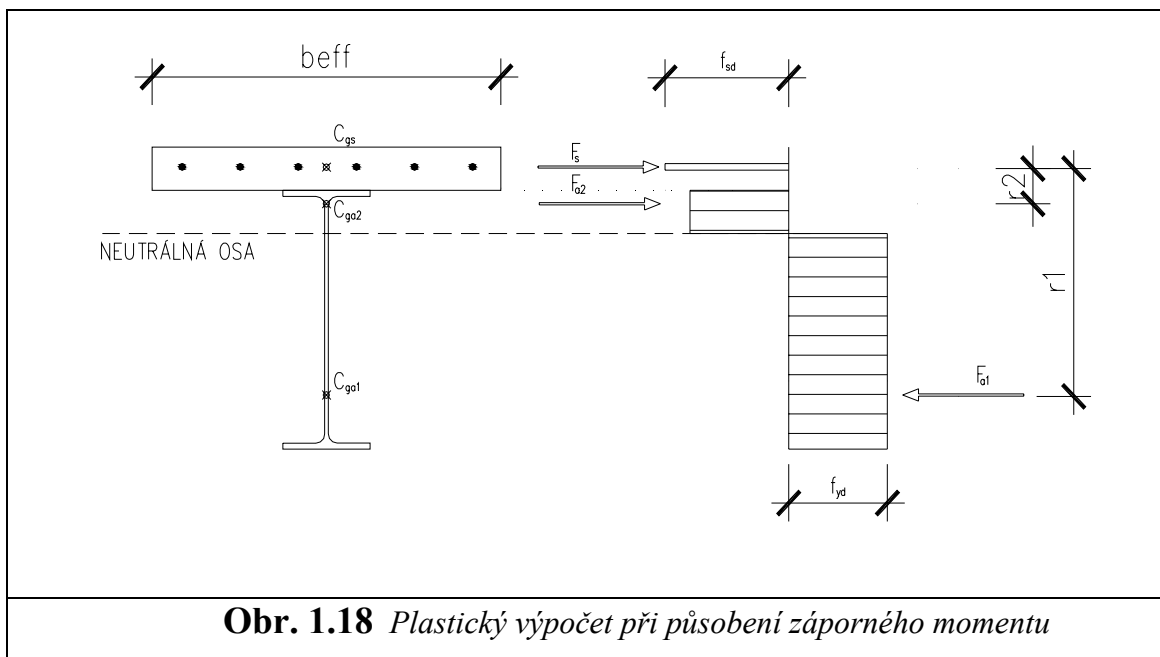 beff
f_sd
C_gs
F_s
F_a2
r2
C_ga2
NEUTRÁLNÁ OSA
r1
C_ga1
F_a1
f_yd
Obr. 1.18 Plastický výpočet při působení záporného momentu